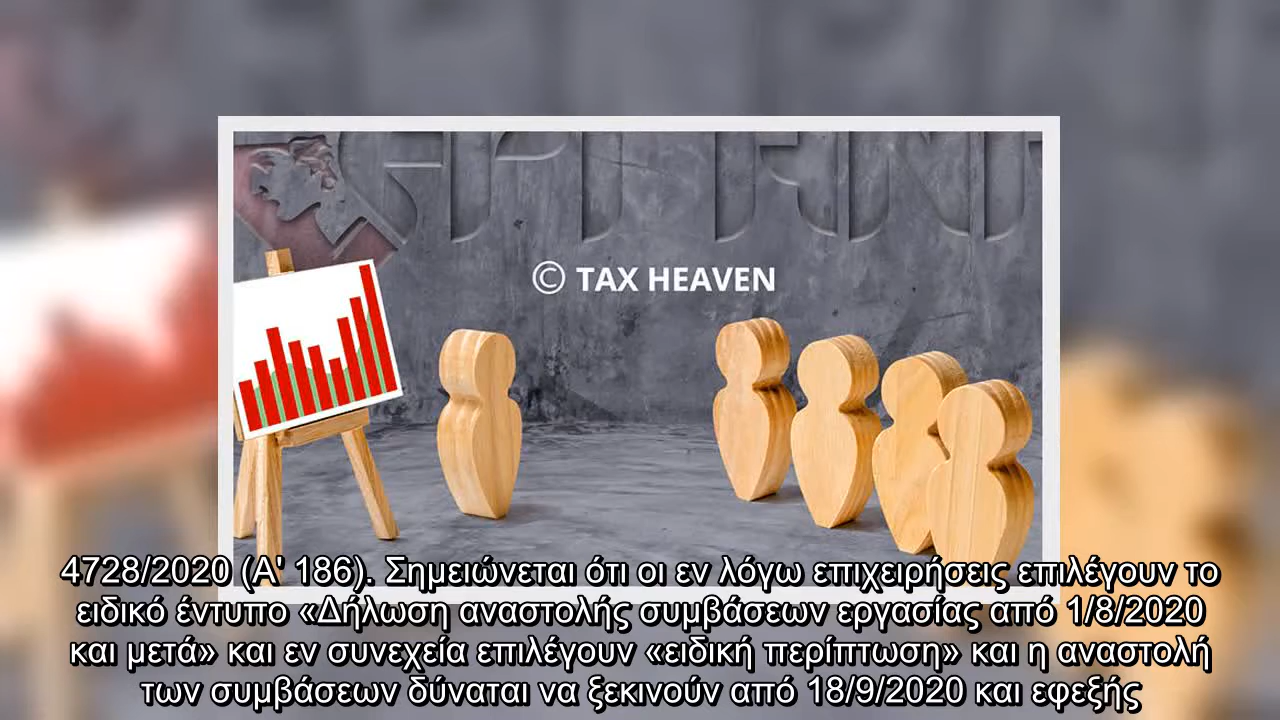 © TAX HEAVEN
4728/2020 (Α' 186). Σημειώνεται ότι οι εν λόγω επιχειρήσεις επιλέγουν το
ειδικό έντυπο «Δήλωση αναστολής συμβάσεων εργασίας από 1/8/2020
και μετά» και εν συνεχεία επιλέγουν «ειδική περίπτωση» και η αναστολή
των συμβάσεων δύναται να ξεκινούν από 18/9/2020 και εφεξής